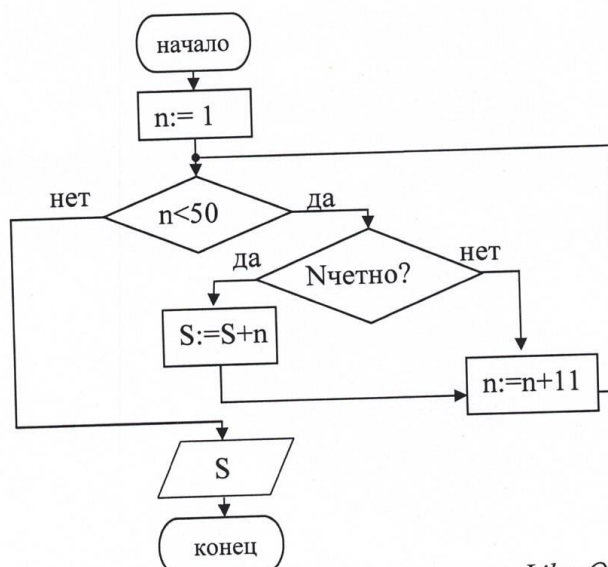 начало
n:= 1
нет
n<50
да
да
Nчетно?
нет
S:=S+n
n:=n+11
S
конец